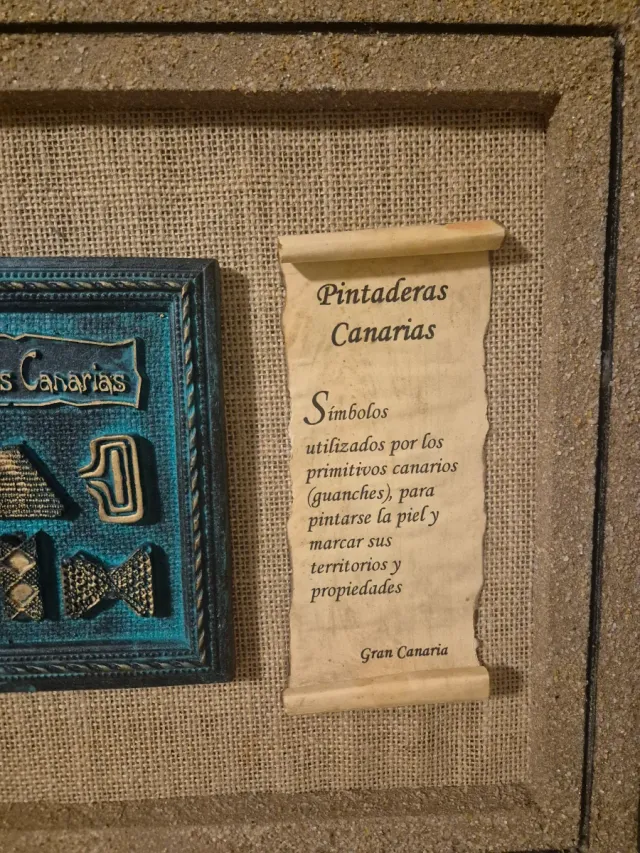 s Canarias
Pintaderas
Canarias
Símbolos
utilizados por los
primitivos canarios
(guanches), para
pintarse la piel y
marcar sus
territorios y
propiedades
Gran Canaria